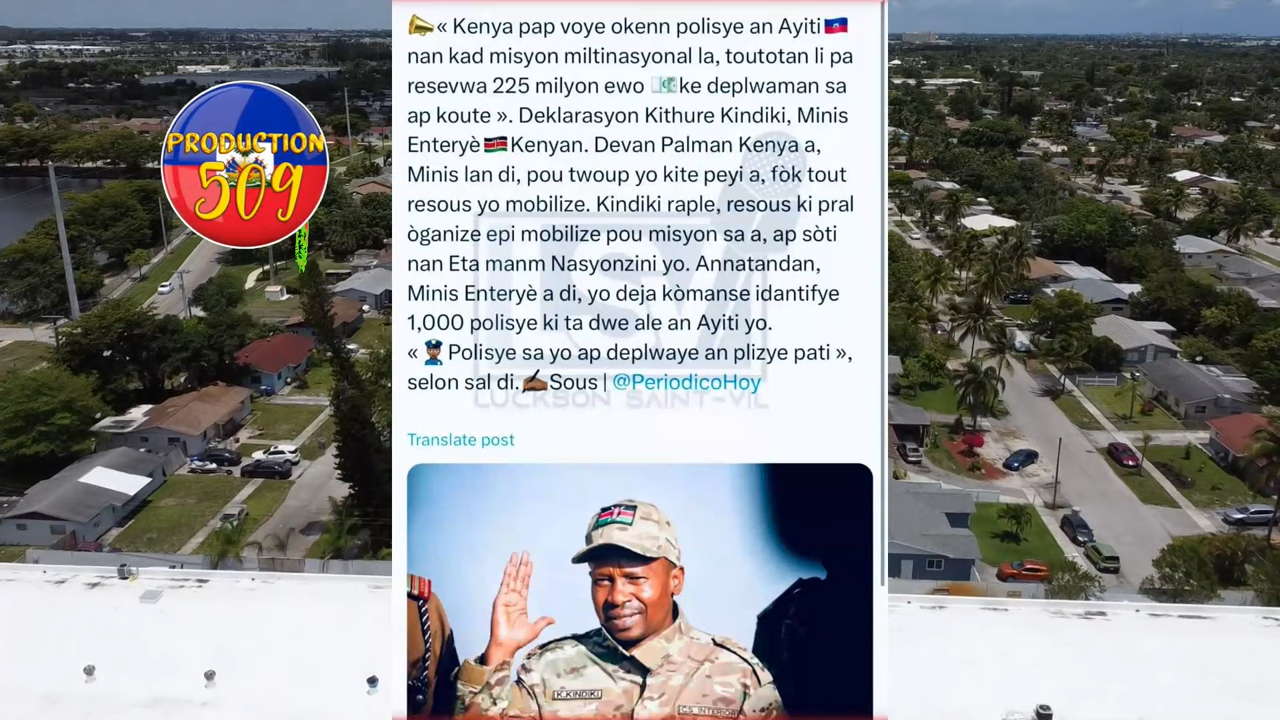 PRODUCTION
509
📣« Kenya pap voye okenn polisye an Ayiti🇭🇹
nan kad misyon miltinasyonal la, toutotan li pa
resevwa 225 milyon ewo 💶ke deplwaman sa
ap koute ». Deklarasyon Kithure Kindiki, Minis
Enteryè🇰🇪Kenyan. Devan Palman Kenya a,
Minis lan di, pou twoup yo kite peyi a, fòk tout
resous yo mobilize. Kindiki raple, resous ki pral
òganize epi mobilize pou misyon sa a, ap sòti
nan Eta manm Nasyonzini yo. Annatandan,
Minis Enteryè a di, yo deja kòmanse idantifye
1,000 polisye ki ta dwe ale an Ayiti yo.
« 👮🏾‍♂️Polisye sa yo ap deplwaye an plizye pati »,
selon sal di.✍🏾Sous | @PeriodicoHoy
LSV
LUCKSON SAINT-VIL
Translate post
K.KINDIKI
CS INTERIOR